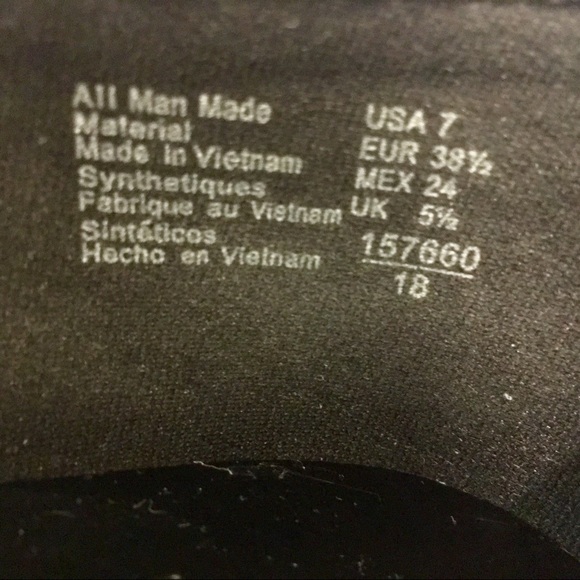 All Man Made
Material
Made in Vietnam
Synthetiques
Fabrique au Vietnam
Sintéticos
Hecho en Vietnam
USA 7
EUR 38½
MEX 24
UK 5½
157660
18